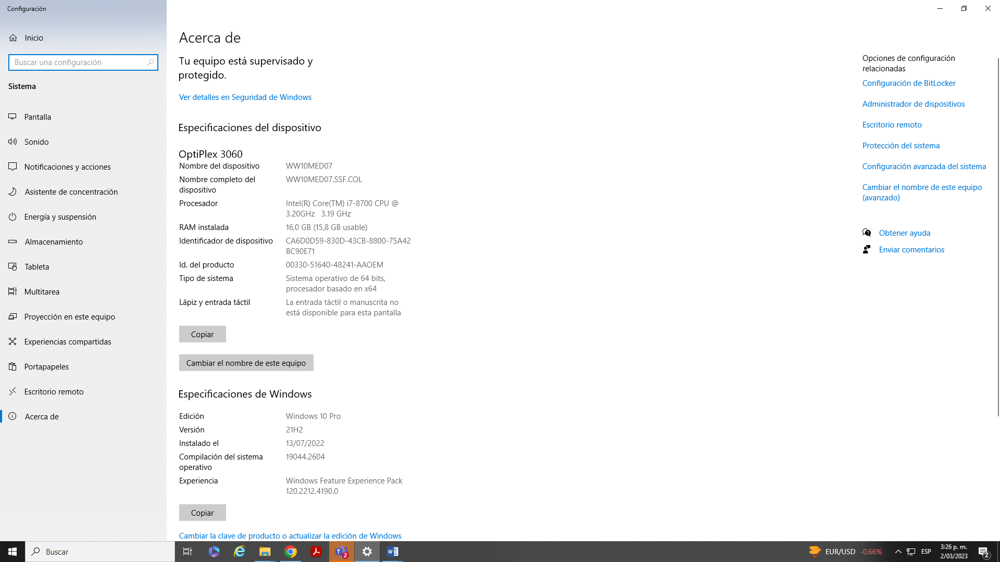 Configuración
Inicio
Buscar una configuración
Sistema
Pantalla
Sonido
Notificaciones y acciones
Asistente de concentración
Energía y suspensión
Almacenamiento
Tableta
Multitarea
Proyección en este equipo
Experiencias compartidas
Portapapeles
Escritorio remoto
Acerca de
Acerca de
Tu equipo está supervisado y
protegido.
Ver detalles en Seguridad de Windows
Especificaciones del dispositivo
OptiPlex 3060
Nombre del dispositivo WW10MED07
Nombre completo del WW10MED07.SSF.COL
dispositivo
Procesador Intel(R) Core(TM) i7-8700 CPU @
3.20GHz 3.19 GHz
RAM instalada 16,0 GB (15,8 GB usable)
Identificador de dispositivo CA6D0D59-830D-43CB-8800-75A42
BC90E71
Id. del producto 00330-51640-48241-AAOEM
Tipo de sistema Sistema operativo de 64 bits,
procesador basado en x64
Lápiz y entrada táctil La entrada táctil o manuscrita no
está disponible para esta pantalla
Copiar
Cambiar el nombre de este equipo
Especificaciones de Windows
Edición Windows 10 Pro
Versión 21H2
Instalado el 13/07/2022
Compilación del sistema 19044.2604
operativo
Experiencia Windows Feature Experience Pack
120.2212.4190.0
Copiar
Cambiar la clave de producto o actualizar la edición de Windows
Opciones de configuración
relacionadas
Configuración de BitLocker
Administrador de dispositivos
Escritorio remoto
Protección del sistema
Configuración avanzada del sistema
Cambiar el nombre de este equipo
(avanzado)
Obtener ayuda
Enviar comentarios
Buscar
2
EUR/USD -0,66%
ESP
3:26 p. m.
2/03/2023
2